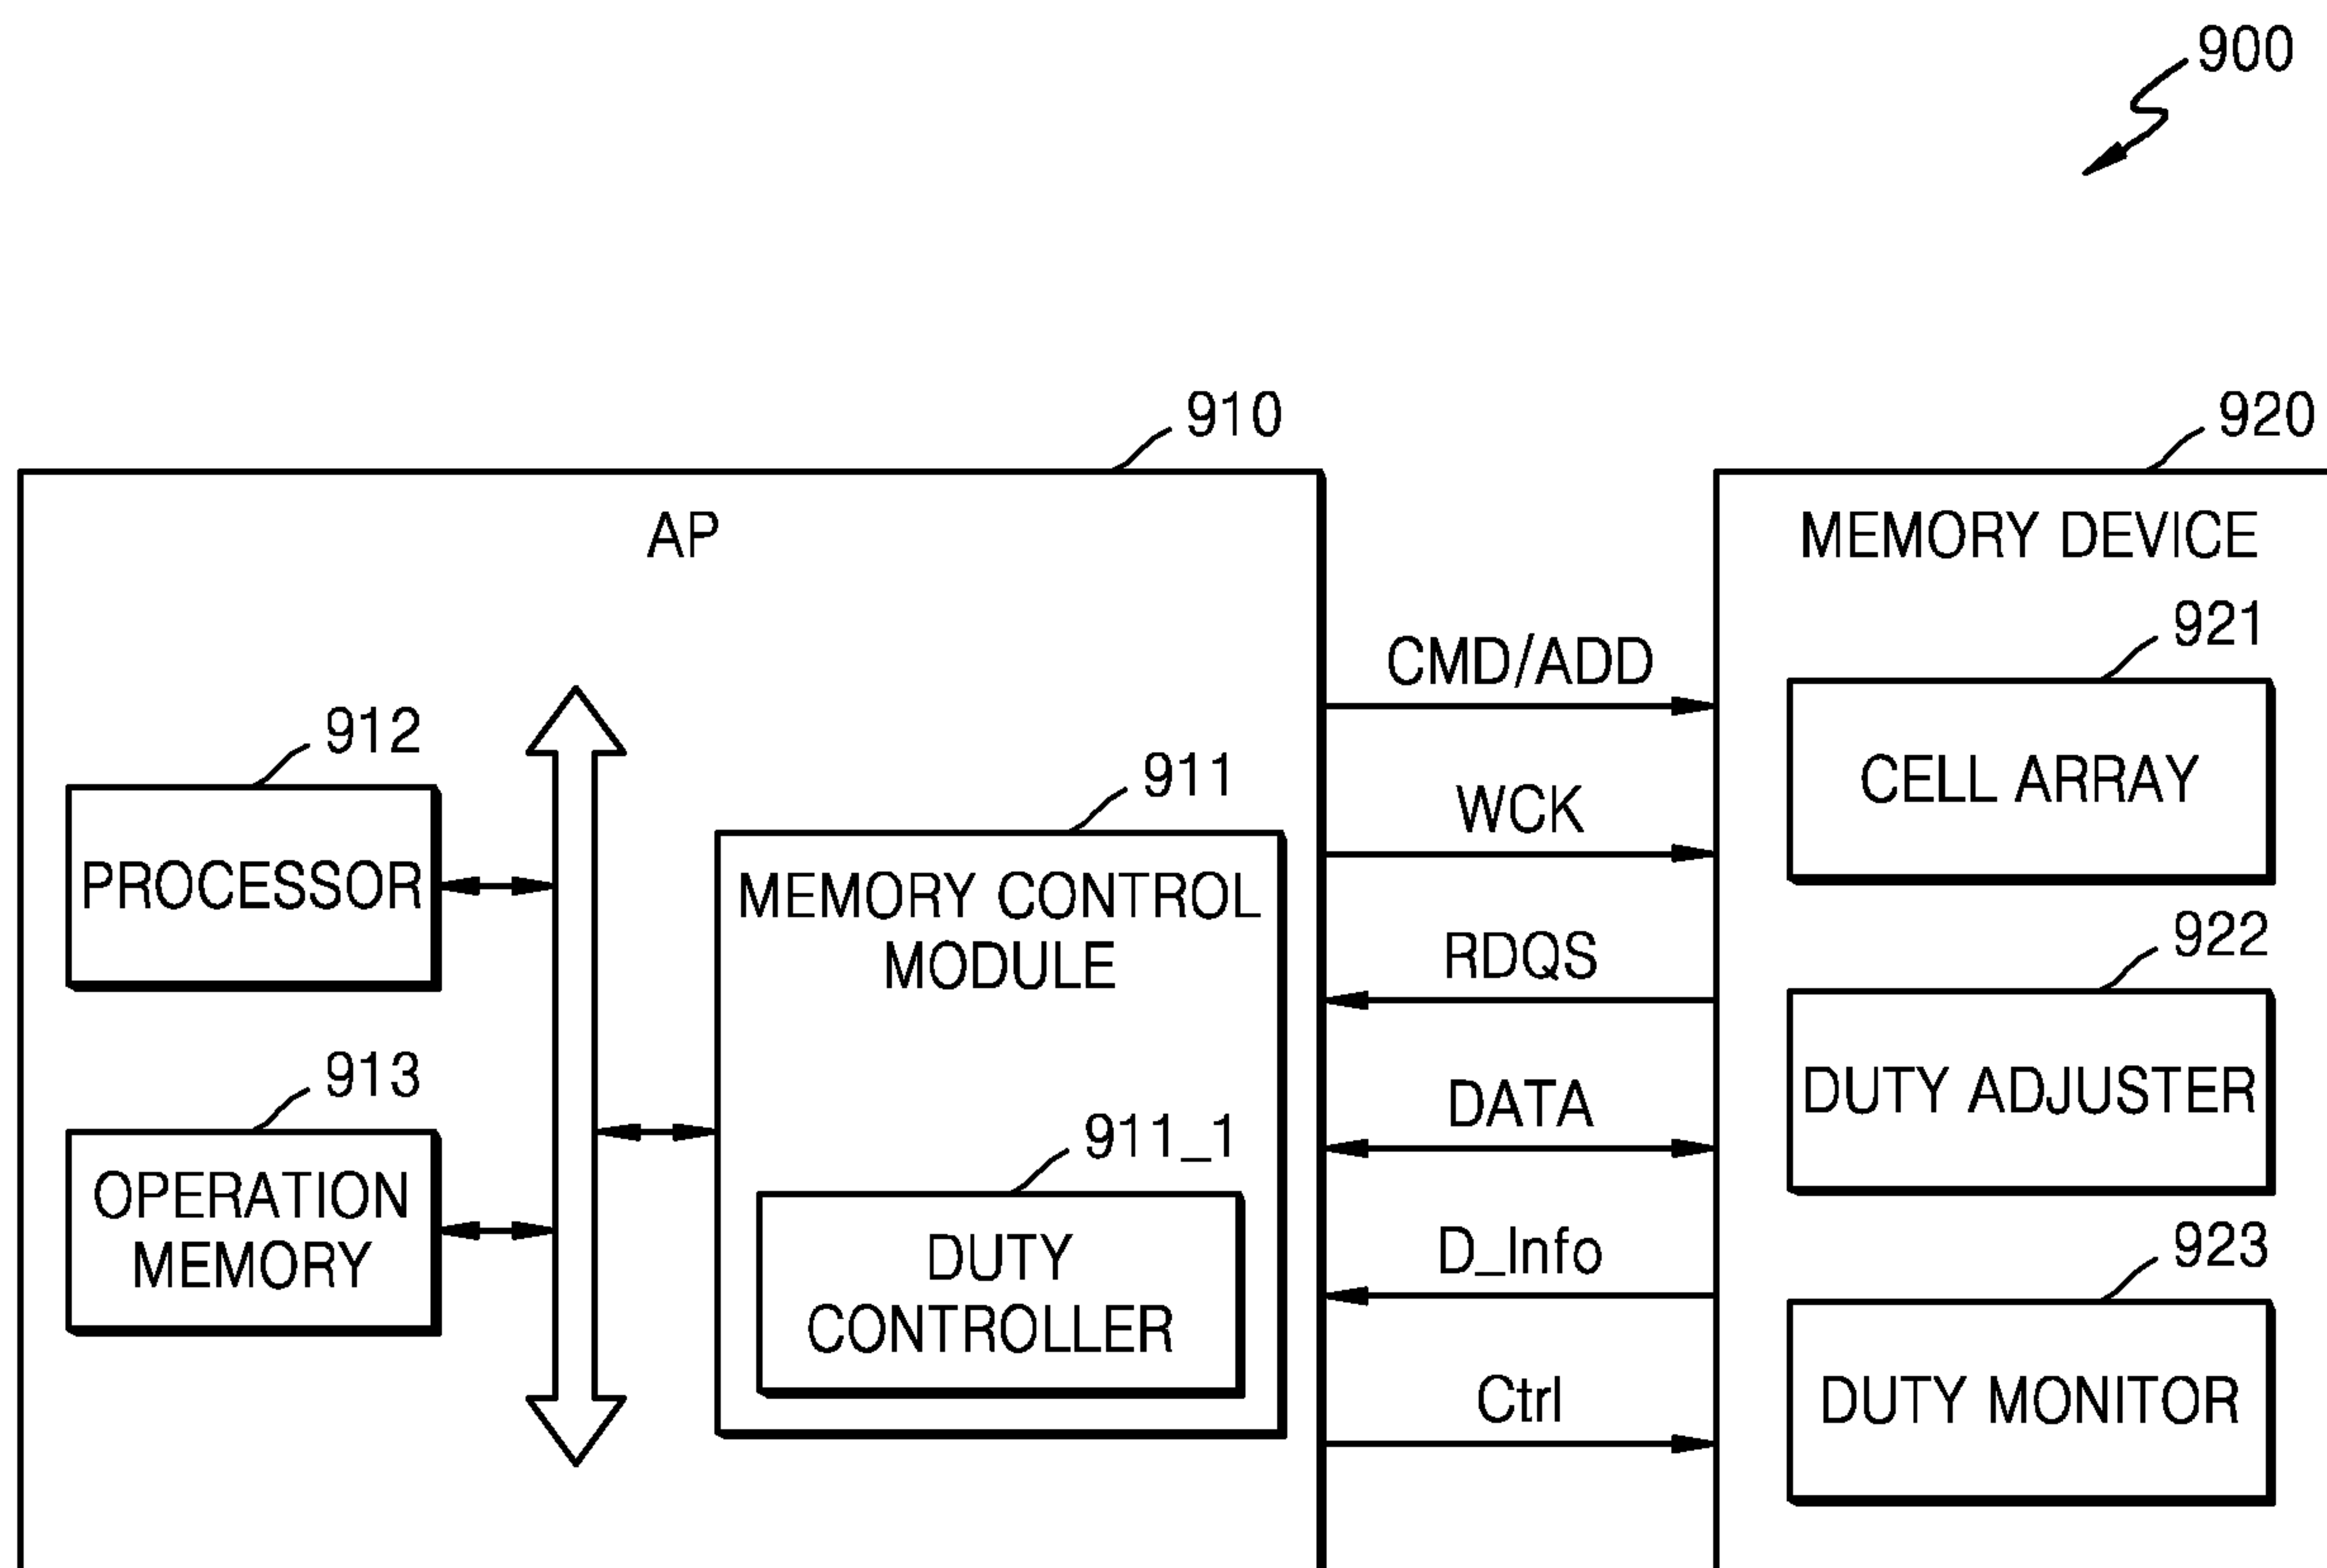 900
910
920
AP
MEMORY DEVICE
912
PROCESSOR
913
OPERATION
MEMORY
911
MEMORY CONTROL
MODULE
911_1
DUTY
CONTROLLER
CMD/ADD
WCK
RDQS
DATA
D_Info
Ctrl
921
CELL ARRAY
922
DUTY ADJUSTER
923
DUTY MONITOR